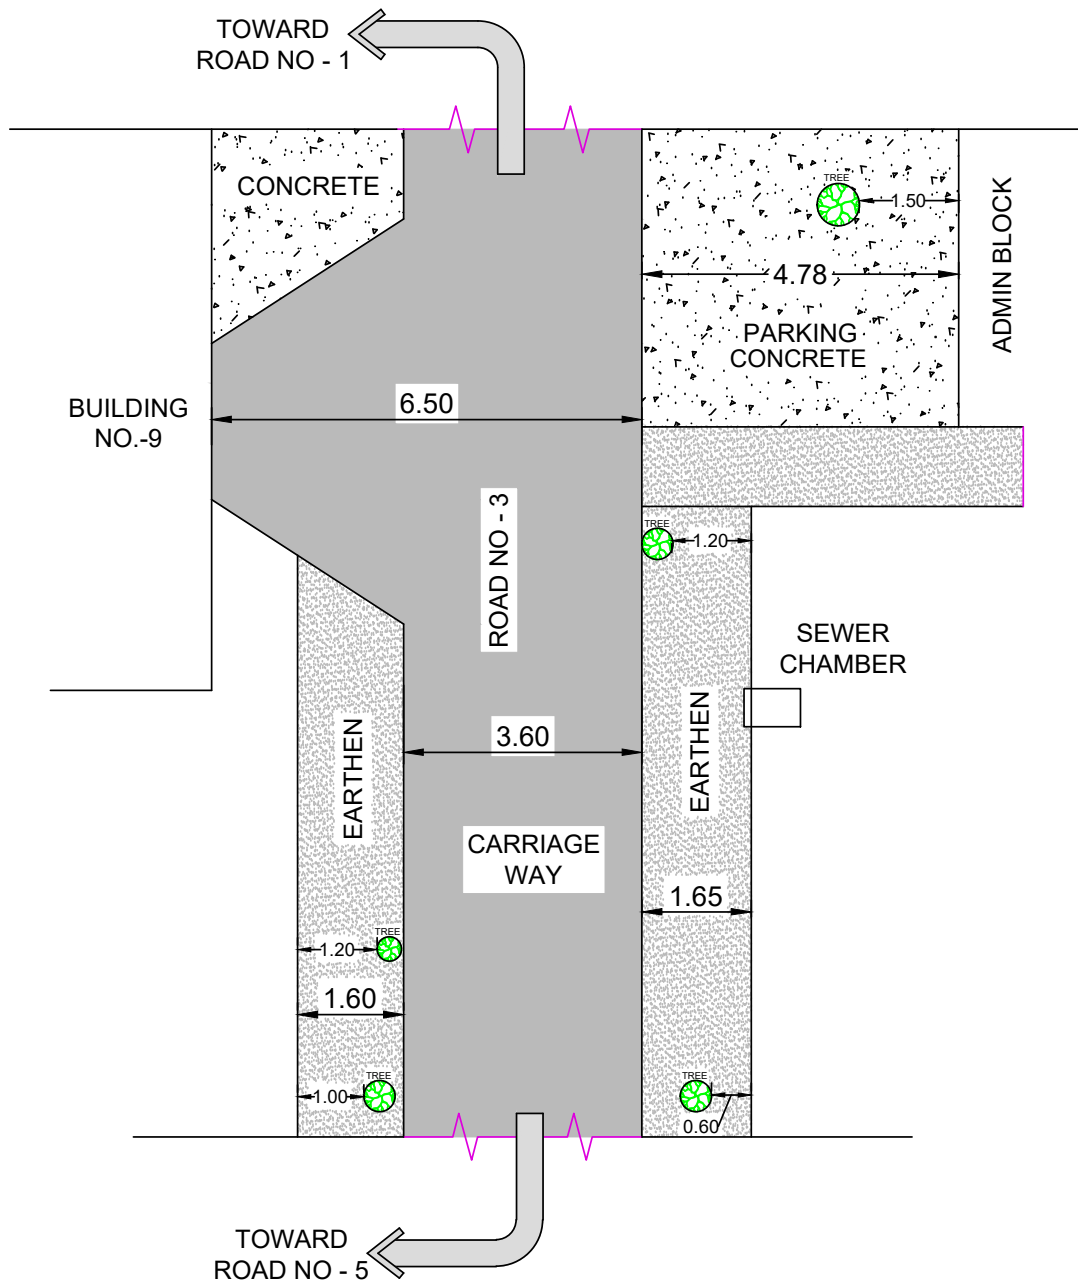 TOWARD
ROAD NO - 1
CONCRETE
TREE
1.50
4.78
ADMIN BLOCK
PARKING
CONCRETE
6.50
BUILDING
NO.-9
ROAD NO - 3
TREE
1.20
SEWER
CHAMBER
EARTHEN
3.60
EARTHEN
CARRIAGE
WAY
1.65
TREE
1.20
1.60
TREE
1.00
TREE
0.60
TOWARD
ROAD NO - 5